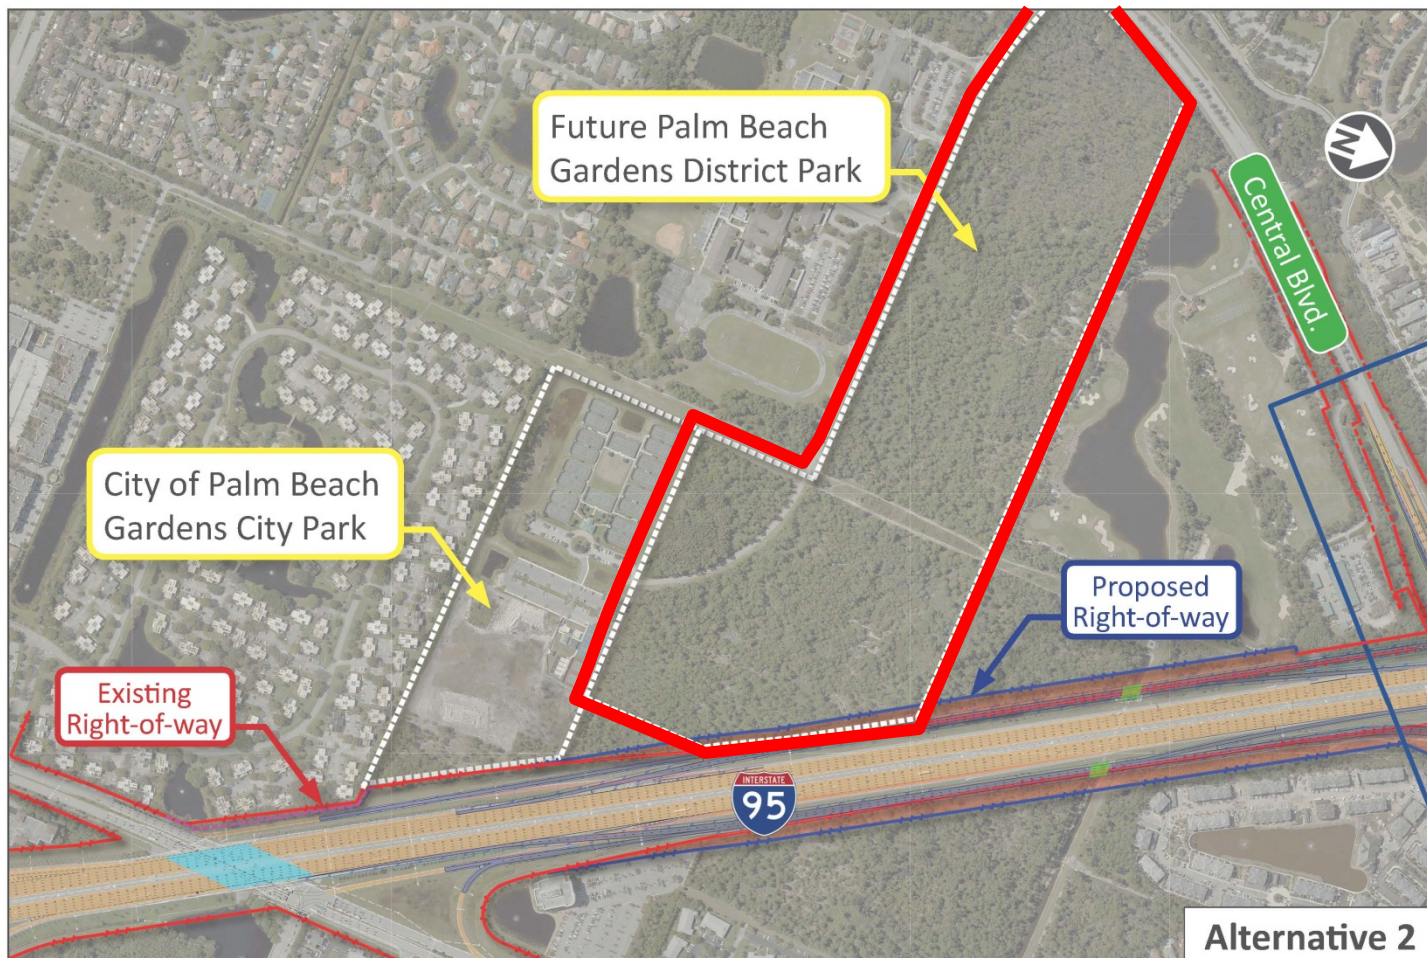 Future Palm Beach
Gardens District Park
N
Central Blvd.
City of Palm Beach
Gardens City Park
Proposed
Right-of-way
Existing
Right-of-way
INTERSTATE
95
Alternative 2